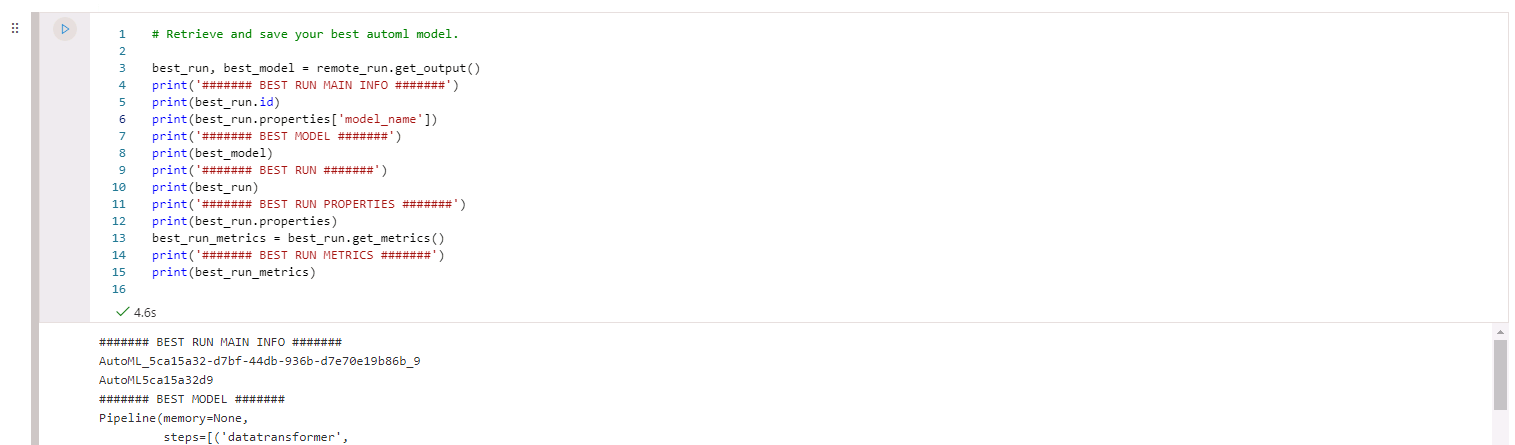 1 # Retrieve and save your best automl model.
2
3 best_run, best_model = remote_run.get_output()
4 print('####### BEST RUN MAIN INFO #######')
5 print(best_run.id)
6 print(best_run.properties['model_name'])
7 print('####### BEST MODEL #######')
8 print(best_model)
9 print('####### BEST RUN #######')
10 print(best_run)
11 print('####### BEST RUN PROPERTIES #######')
12 print(best_run.properties)
13 best_run_metrics = best_run.get_metrics()
14 print('####### BEST RUN METRICS #######')
15 print(best_run_metrics)
16
4.6s
####### BEST RUN MAIN INFO #######
AutoML_5ca15a32-d7bf-44db-936b-d7e70e19b86b_9
AutoML5ca15a32d9
####### BEST MODEL #######
Pipeline(memory=None,
steps=[('datatransformer',